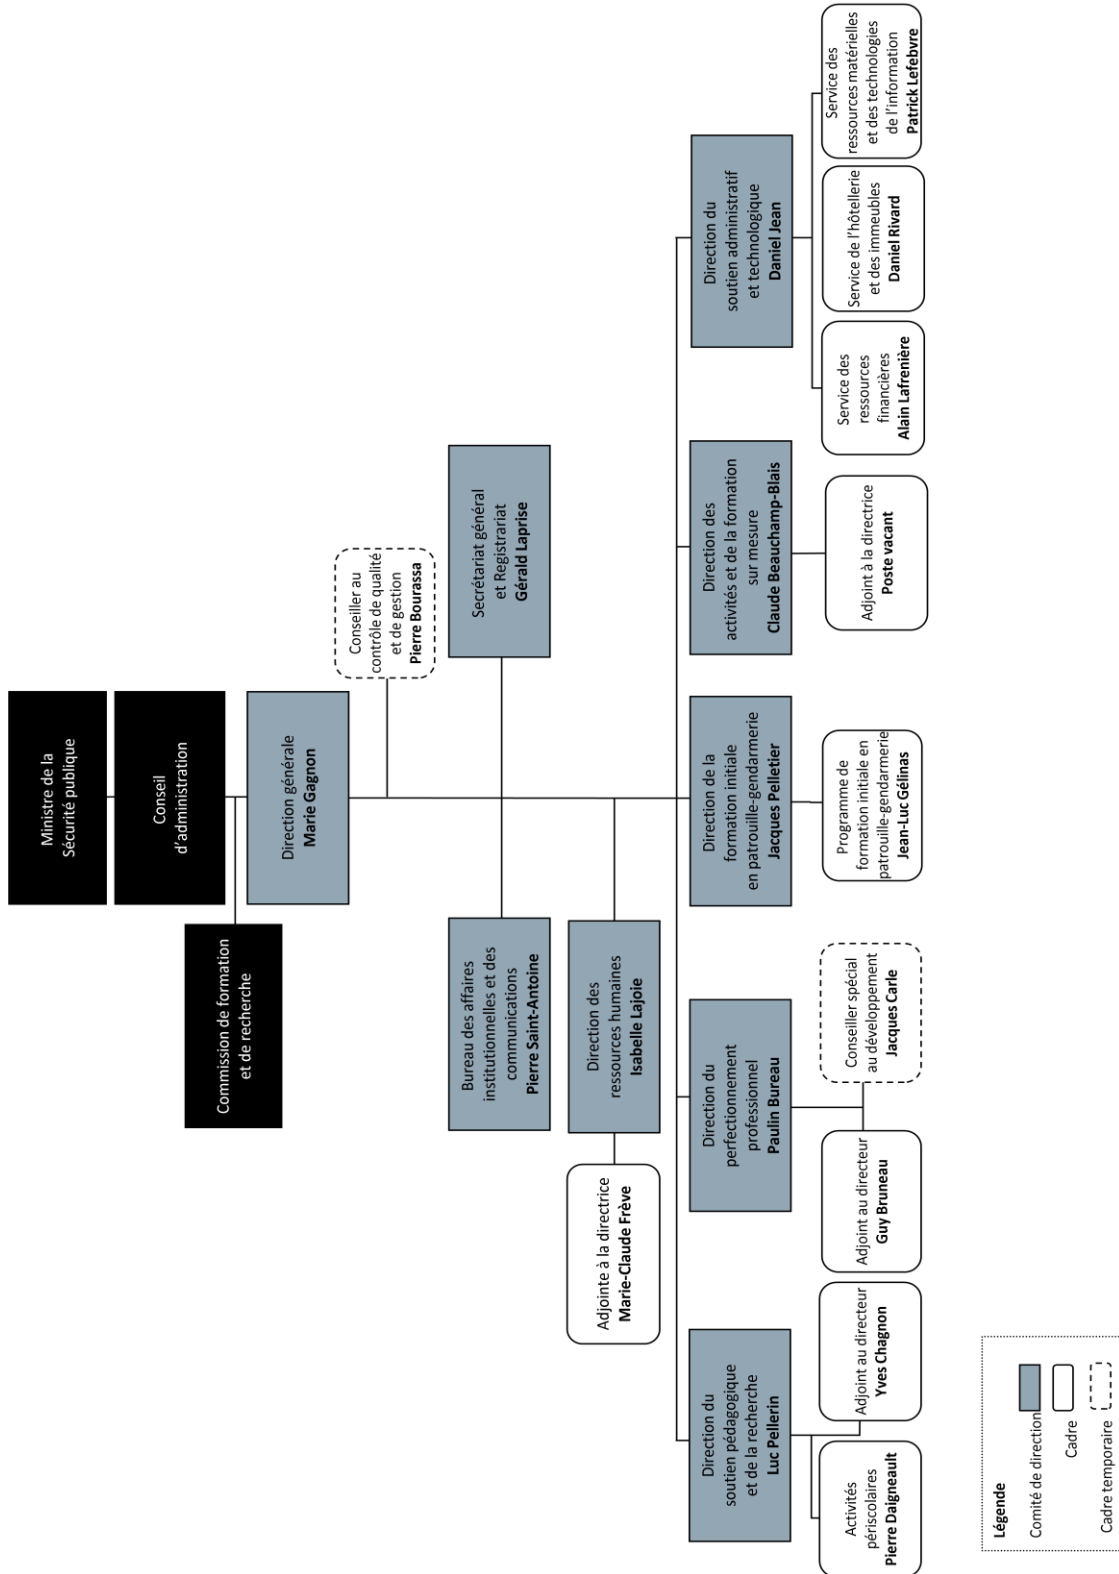 Ministre de la
Sécurité publique
Conseil
d'administration
Commission de formation
et de recherche
Direction générale
Marie Gagnon
Conseiller au
contrôle de qualité
et de gestion
Pierre Bourassa
Bureau des affaires
institutionnelles et des
communications
Pierre Saint-Antoine
Secrétariat général
et Registrariat
Gérald Laprise
Adjointe à la directrice
Marie-Claude Frève
Direction des
ressources humaines
Isabelle Lajoie
Direction du
soutien pédagogique
et de la recherche
Luc Pellerin
Direction du
perfectionnement
professionnel
Paulin Bureau
Direction de la
formation initiale
en patrouille-gendarmerie
Jacques Pelletier
Direction des
activités et de la formation
sur mesure
Claude Beauchamp-Blais
Direction du
soutien administratif
et technologique
Daniel Jean
Activités
périscolaires
Pierre Daigneault
Adjoint au directeur
Yves Chagnon
Adjoint au directeur
Guy Bruneau
Conseiller spécial
au développement
Jacques Carle
Programme de
formation initiale en
patrouille-gendarmerie
Jean-Luc Gélinas
Adjoint à la directrice
Poste vacant
Service des
ressources
financières
Alain Lafrenière
Service de l'hôtellerie
et des immeubles
Daniel Rivard
Service des
ressources matérielles
et des technologies
de l'information
Patrick Lefebvre
Légende
Comité de direction
Cadre
Cadre temporaire